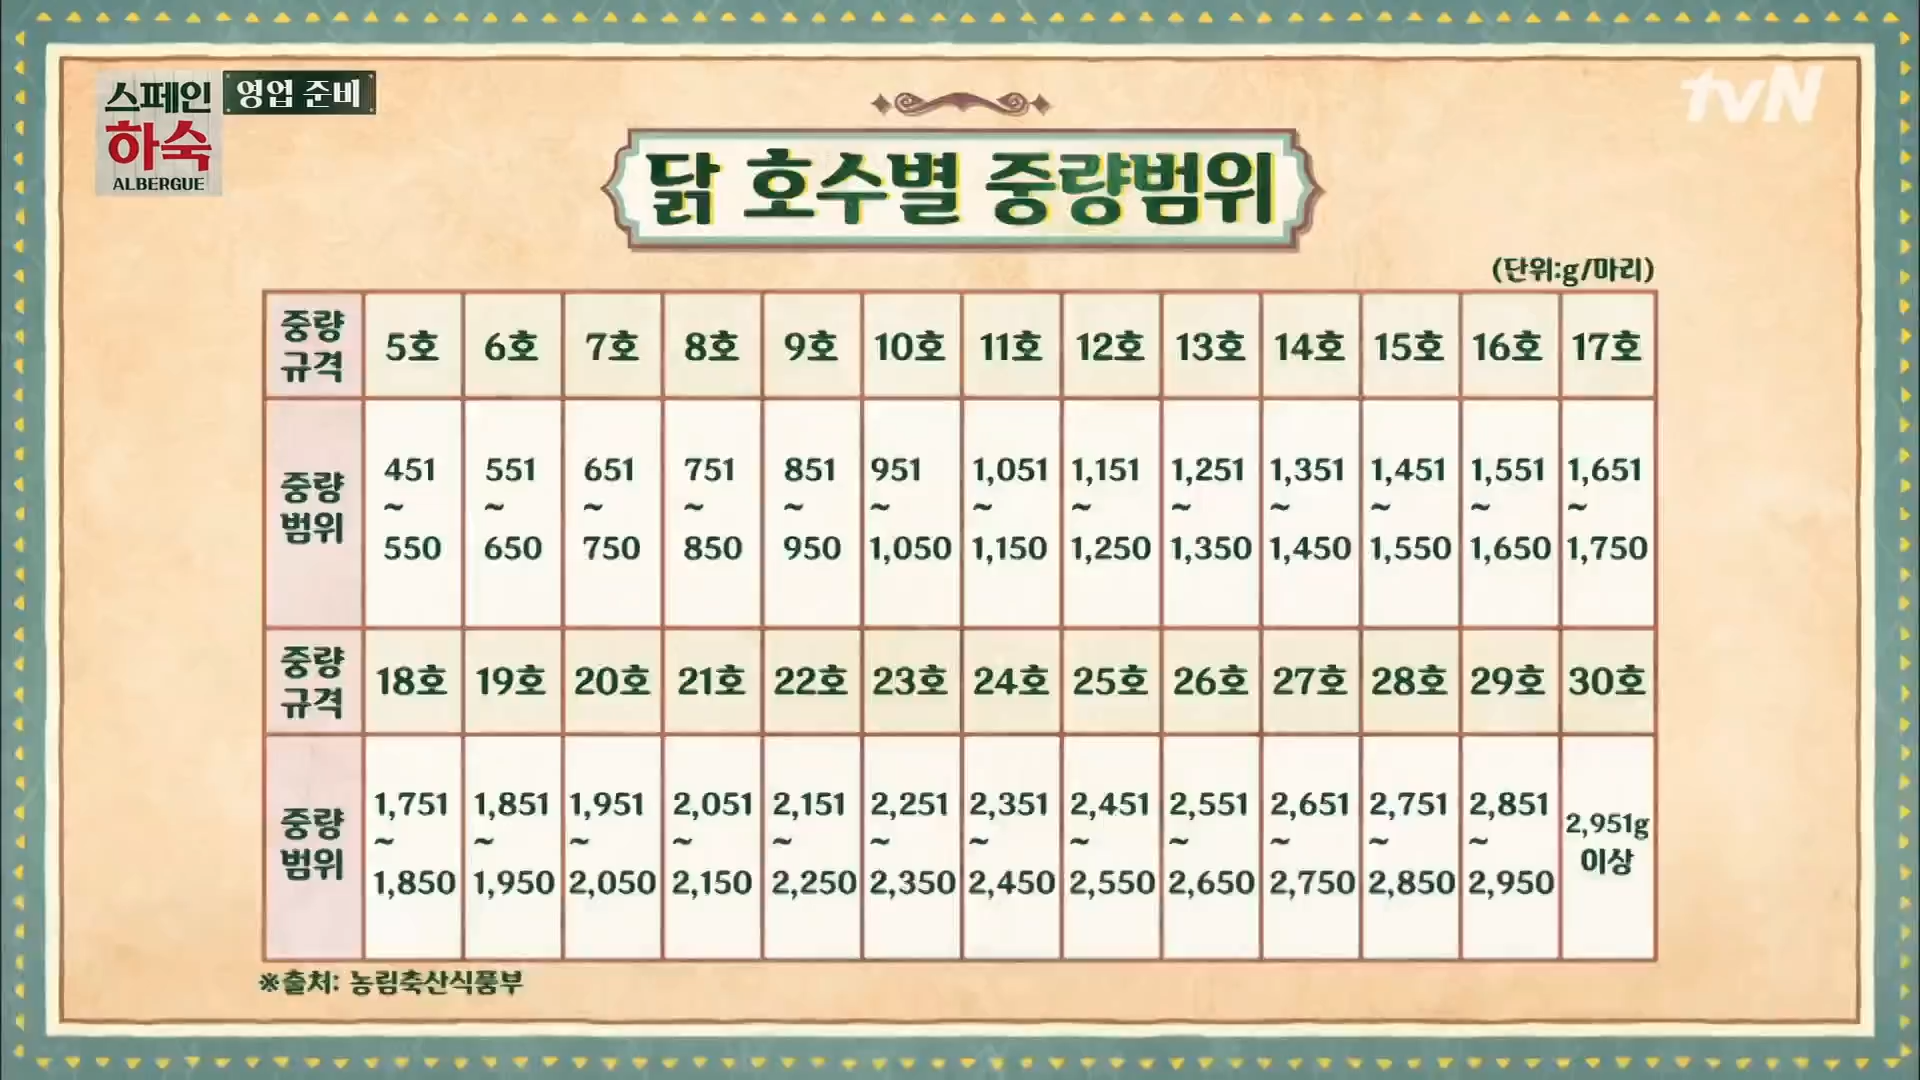 스페인
하숙
ALBERGUE
영업 준비
tvN
닭 호수별 중량범위
(단위:g/마리)
중량 규격 5호 6호 7호 8호 9호 10호 11호 12호 13호 14호 15호 16호 17호
중량 범위 451~550 551~650 651~750 751~850 851~950 951~1,050 1,051~1,150 1,151~1,250 1,251~1,350 1,351~1,450 1,451~1,550 1,551~1,650 1,651~1,750
중량 규격 18호 19호 20호 21호 22호 23호 24호 25호 26호 27호 28호 29호 30호
중량 범위 1,751~1,850 1,851~1,950 1,951~2,050 2,051~2,150 2,151~2,250 2,251~2,350 2,351~2,450 2,451~2,550 2,551~2,650 2,651~2,750 2,751~2,850 2,851~2,950 2,951g 이상
※출처: 농림축산식품부